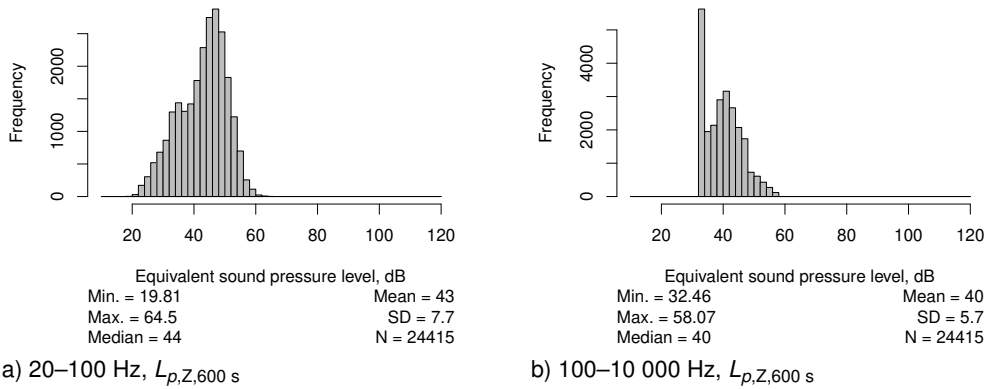 Frequency
0
1000
2000
20 40 60 80 100 120
Equivalent sound pressure level, dB
Min. = 19.81 Mean = 43
Max. = 64.5 SD = 7.7
Median = 44 N = 24415
a) 20–100 Hz, Lp,Z,600 s
Frequency
0
2000
4000
20 40 60 80 100 120
Equivalent sound pressure level, dB
Min. = 32.46 Mean = 40
Max. = 58.07 SD = 5.7
Median = 40 N = 24415
b) 100–10 000 Hz, Lp,Z,600 s